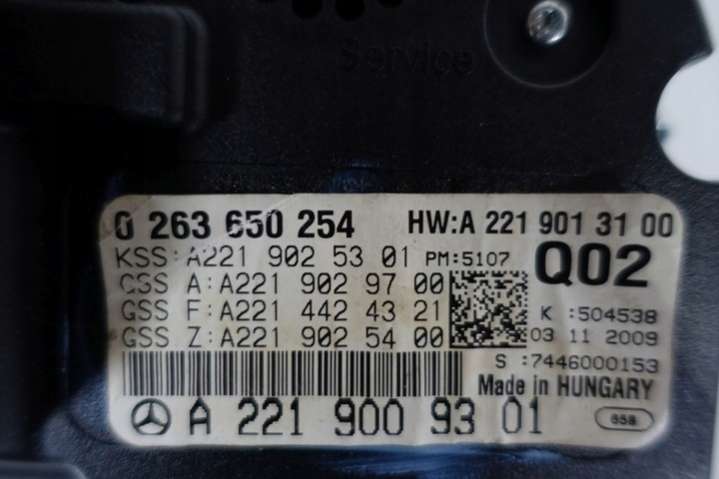 Service
0 263 650 254 HW:A 221 901 31 00
KSS:A221 902 53 01 PM:5107 Q02
GSS A:A221 902 97 00
GSS F:A221 442 43 21 K :504538
GSS Z:A221 902 54 00 03 11 2009
S :7446000153
Made in HUNGARY
A 221 900 93 01